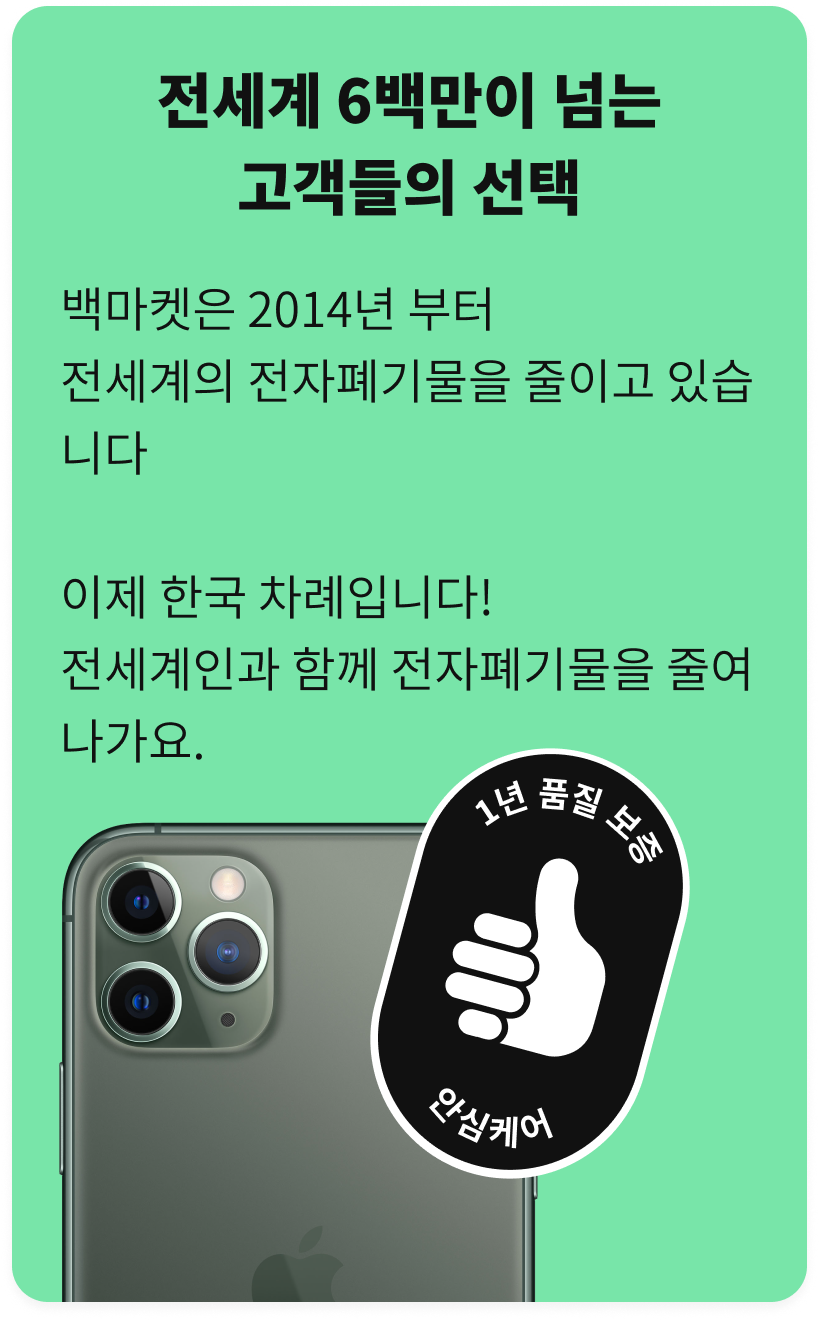 전세계 6백만이 넘는
고객들의 선택
백마켓은 2014년 부터
전세계의 전자폐기물을 줄이고 있습
니다
이제 한국 차례입니다!
전세계인과 함께 전자폐기물을 줄여
나가요.
1년 품질 보증
안심케어